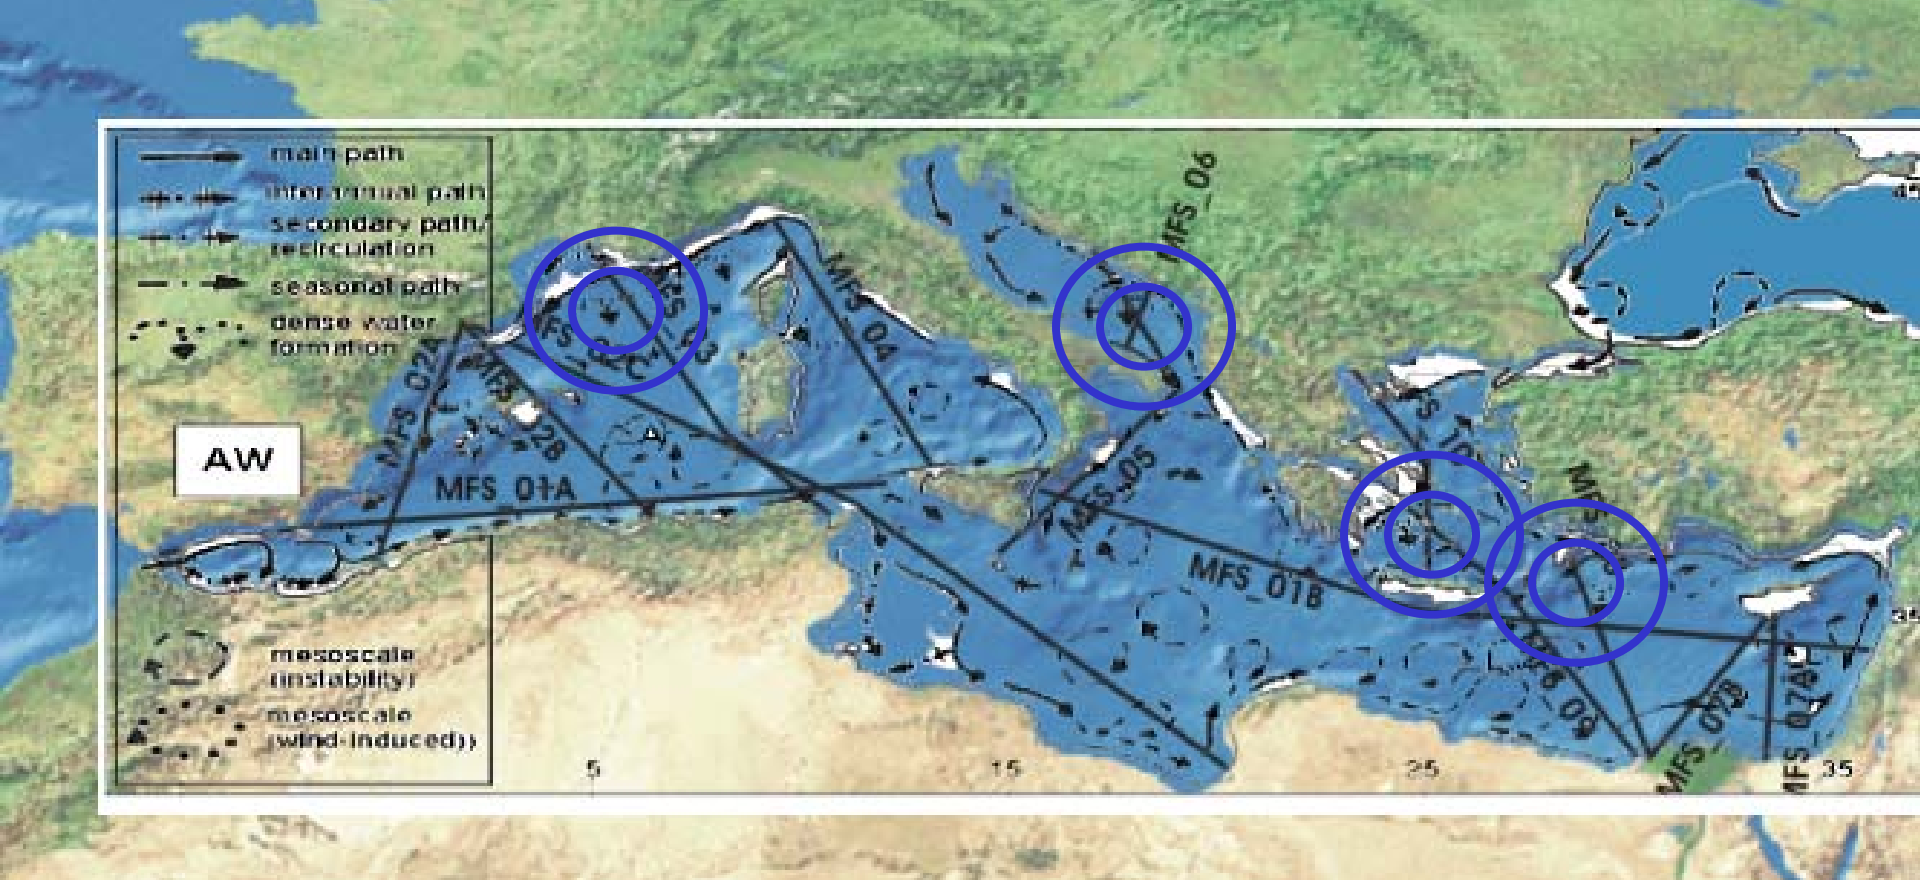 main path
interannual path
secondary path/
recirculation
seasonal path
dense water
formation
AW
mesoscale
(instability)
mesoscale
(wind-induced))
MFS_02A
MFS_02C
MFS_04
MFS_06
MFS_01A
MFS_05
MFS_01B
MFS_07B
5
15
25
35